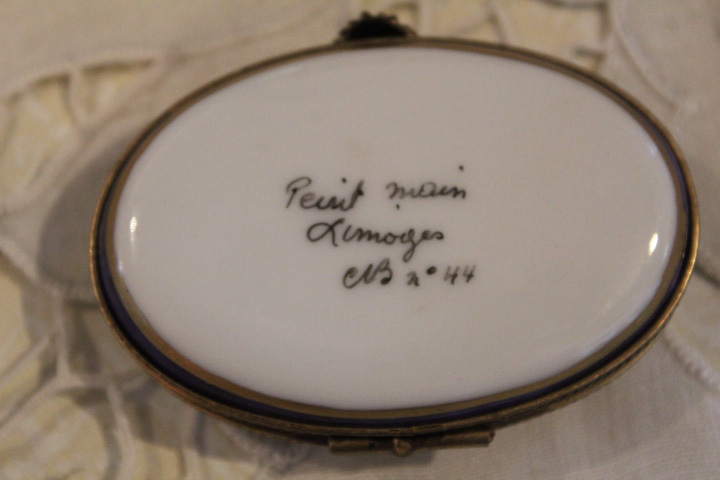 Peint main
Limoges
CB n° 44